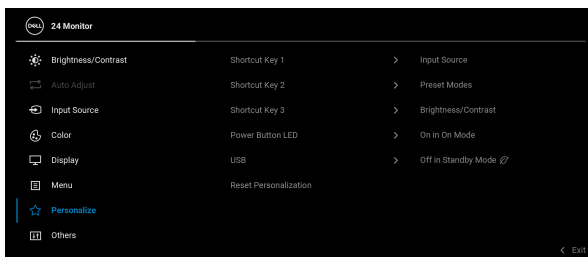 DELL 24 Monitor
Brightness/Contrast Shortcut Key 1 > Input Source
Auto Adjust Shortcut Key 2 > Preset Modes
Input Source Shortcut Key 3 > Brightness/Contrast
Color Power Button LED > On in On Mode
Display USB > Off in Standby Mode
Menu Reset Personalization
Personalize
Others
< Exit